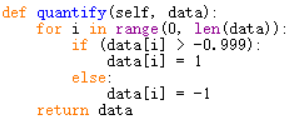 def quantify(self, data):
    for i in range(0, len(data)):
        if (data[i] > -0.999):
            data[i] = 1
        else:
            data[i] = -1
    return data